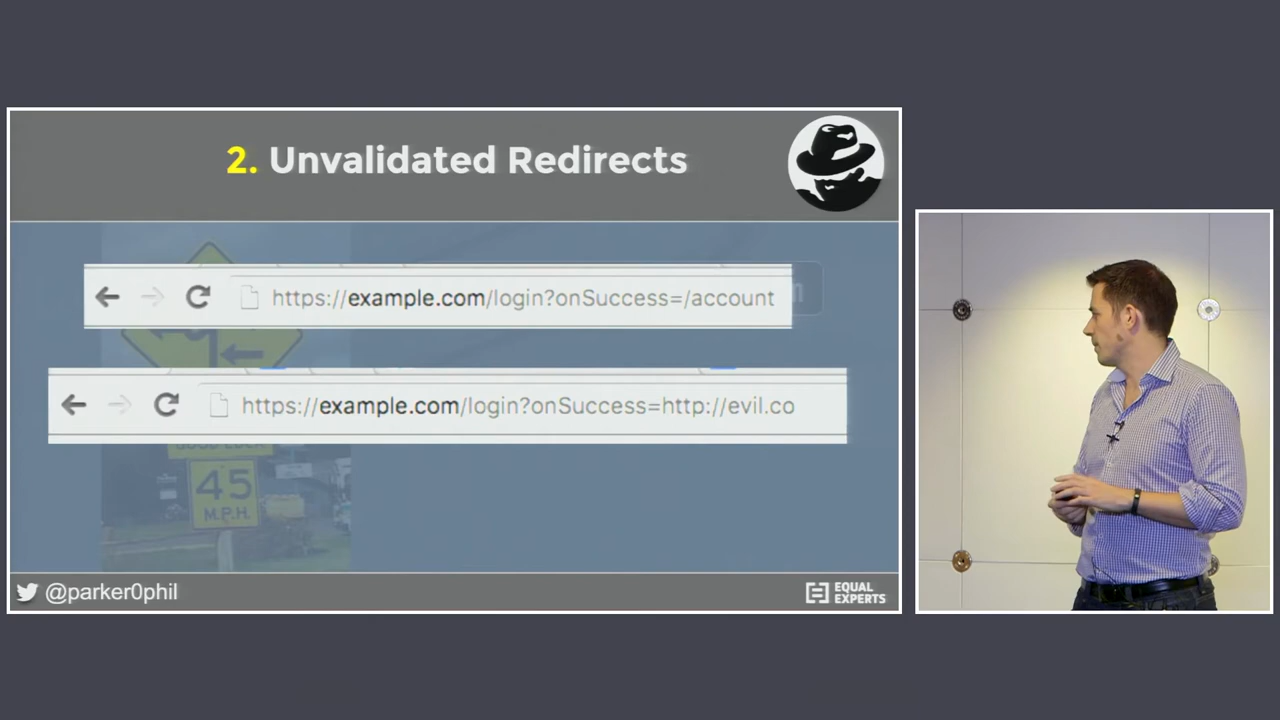 2. Unvalidated Redirects
https://example.com/login?onSuccess=/account
https://example.com/login?onSuccess=http://evil.co
45
M.P.H.
@parker0phil
EQUAL
EXPERTS